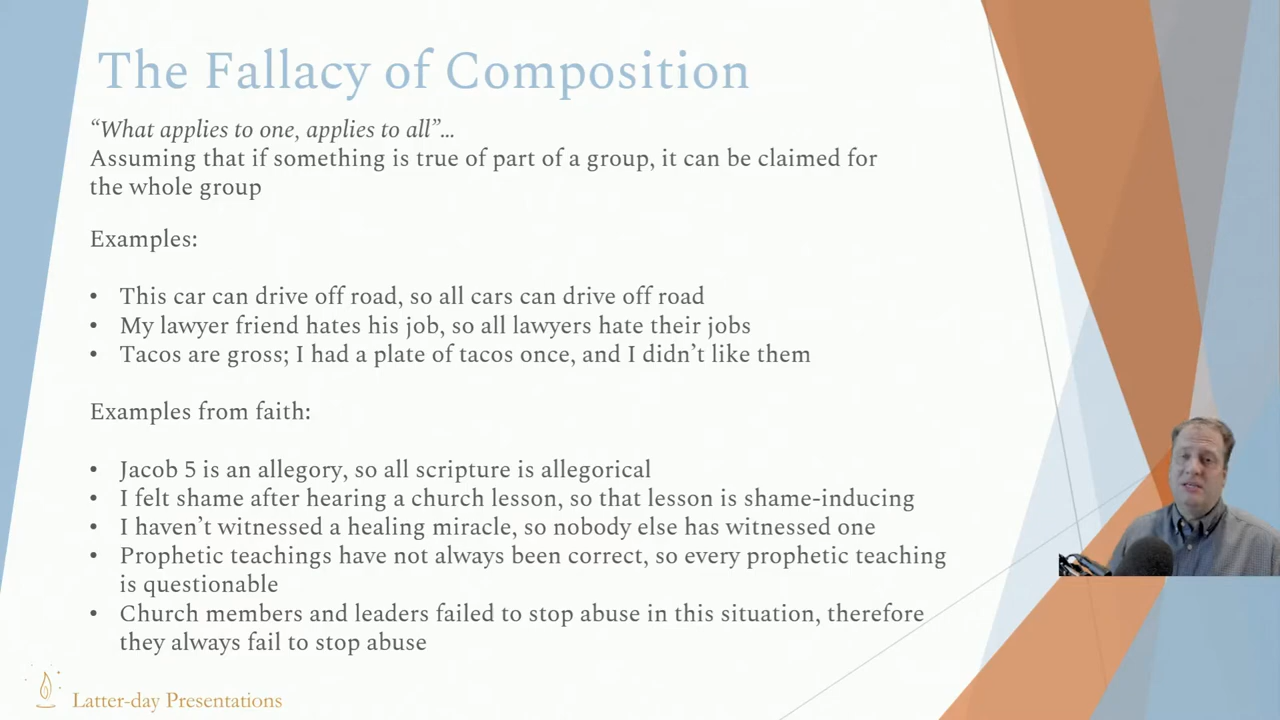 The Fallacy of Composition
“What applies to one, applies to all”…
Assuming that if something is true of part of a group, it can be claimed for
the whole group
Examples:
• This car can drive off road, so all cars can drive off road
• My lawyer friend hates his job, so all lawyers hate their jobs
• Tacos are gross; I had a plate of tacos once, and I didn’t like them
Examples from faith:
• Jacob 5 is an allegory, so all scripture is allegorical
• I felt shame after hearing a church lesson, so that lesson is shame-inducing
• I haven’t witnessed a healing miracle, so nobody else has witnessed one
• Prophetic teachings have not always been correct, so every prophetic teaching
is questionable
• Church members and leaders failed to stop abuse in this situation, therefore
they always fail to stop abuse
Latter-day Presentations